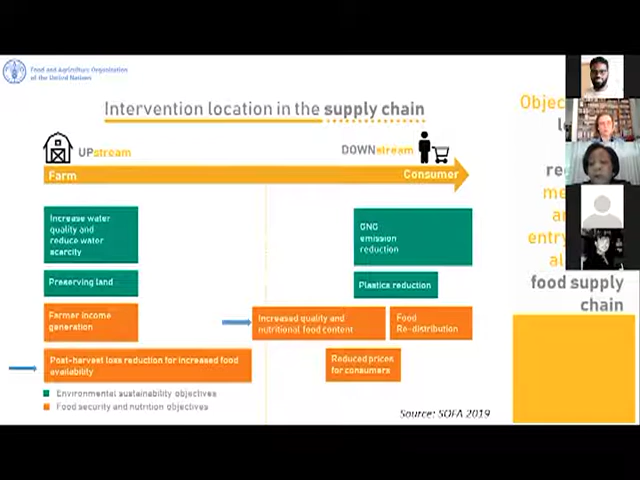 Food and Agriculture Organization
of the United Nations
Intervention location in the supply chain
UPstream
DOWNstream
Farm
Consumer
Increase water
quality and
reduce water
scarcity
GNG
emission
reduction
Preserving land
Plastics reduction
Farmer income
generation
Increased quality and
nutritional food content
Food
Re-distribution
Post-harvest loss reduction for increased food
availability
Reduced prices
for consumers
Environmental sustainability objectives
Food security and nutrition objectives
Source: SOFA 2019
Objec
re
me
entry
al
food supply
chain